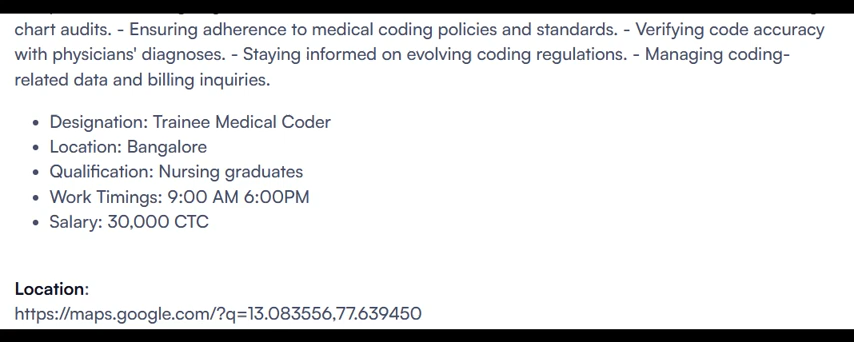 chart audits. - Ensuring adherence to medical coding policies and standards. - Verifying code accuracy
with physicians' diagnoses. - Staying informed on evolving coding regulations. - Managing coding-
related data and billing inquiries.
• Designation: Trainee Medical Coder
• Location: Bangalore
• Qualification: Nursing graduates
• Work Timings: 9:00 AM 6:00PM
• Salary: 30,000 CTC
Location:
https://maps.google.com/?q=13.083556,77.639450